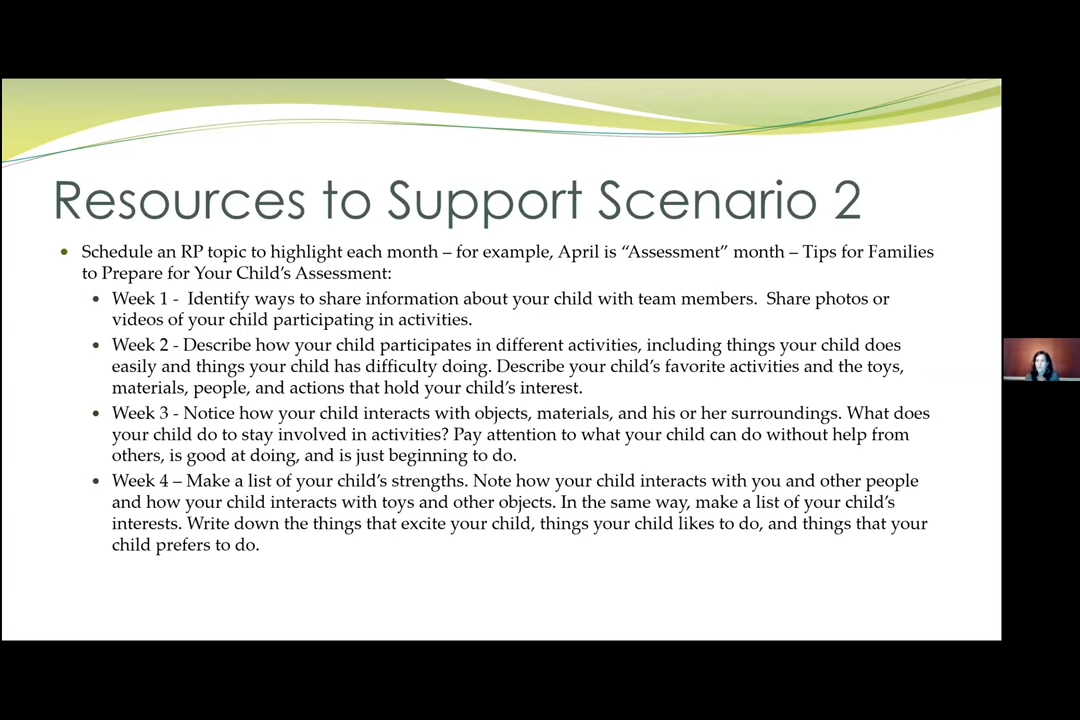 Resources to Support Scenario 2
• Schedule an RP topic to highlight each month – for example, April is “Assessment” month – Tips for Families
to Prepare for Your Child’s Assessment:
• Week 1 - Identify ways to share information about your child with team members. Share photos or
videos of your child participating in activities.
• Week 2 - Describe how your child participates in different activities, including things your child does
easily and things your child has difficulty doing. Describe your child’s favorite activities and the toys,
materials, people, and actions that hold your child’s interest.
• Week 3 - Notice how your child interacts with objects, materials, and his or her surroundings. What does
your child do to stay involved in activities? Pay attention to what your child can do without help from
others, is good at doing, and is just beginning to do.
• Week 4 – Make a list of your child’s strengths. Note how your child interacts with you and other people
and how your child interacts with toys and other objects. In the same way, make a list of your child’s
interests. Write down the things that excite your child, things your child likes to do, and things that your
child prefers to do.